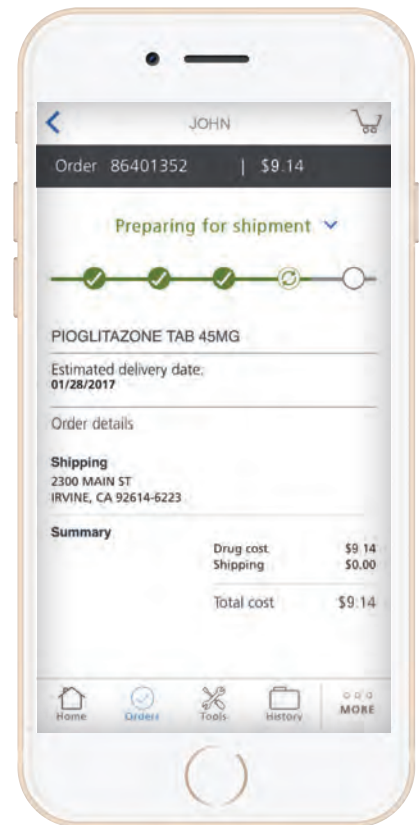 JOHN
Order 86401352 | $9.14
Preparing for shipment
PIOGLITAZONE TAB 45MG
Estimated delivery date:
01/28/2017
Order details
Shipping
2300 MAIN ST
IRVINE, CA 92614-6223
Summary
Drug cost $9.14
Shipping $0.00
Total cost $9.14
Home Orders Tools History MORE